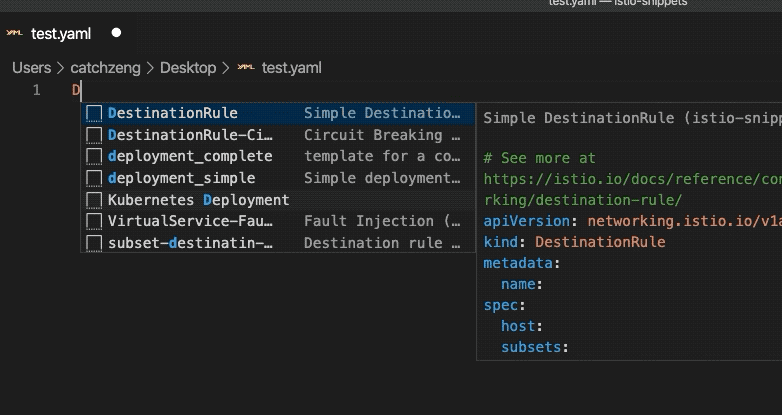 test.yaml — istio-snippets
YAML test.yaml ●
Users > catchzeng > Desktop > YAML test.yaml
1 D
DestinationRule Simple Destinatio…
DestinationRule-Ci… Circuit Breaking …
deployment_complete template for a co…
deployment_simple Simple deployment…
Kubernetes Deployment
VirtualService-Fau… Fault Injection (…
subset-destinatin-… Destination rule …
Simple DestinationRule (istio-snipp
# See more at
https://istio.io/docs/reference/con
rking/destination-rule/
apiVersion: networking.istio.io/v1a
kind: DestinationRule
metadata:
name:
spec:
host:
subsets: